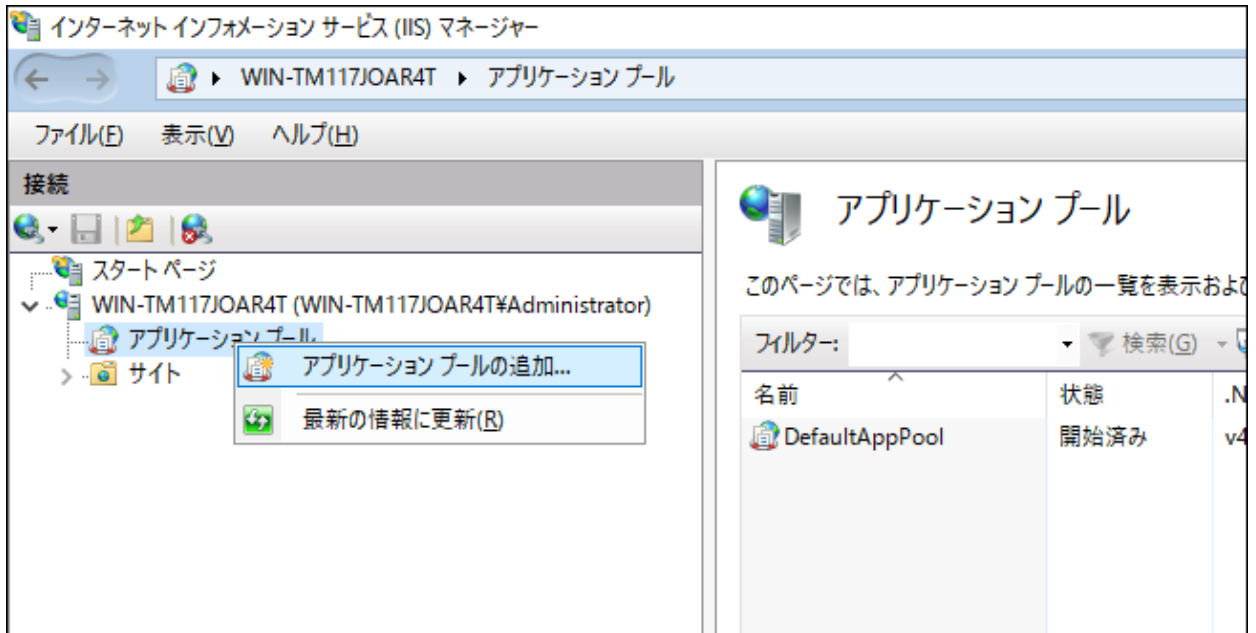 インターネット インフォメーション サービス (IIS) マネージャー
WIN-TM117JOAR4T ▸ アプリケーション プール
ファイル(F) 表示(V) ヘルプ(H)
接続
スタート ページ
WIN-TM117JOAR4T (WIN-TM117JOAR4T¥Administrator)
アプリケーション プール
サイト
アプリケーション プールの追加...
最新の情報に更新(R)
アプリケーション プール
このページでは、アプリケーション プールの一覧を表示およ
フィルター: 検索(G)
名前 状態 .N
DefaultAppPool 開始済み v4